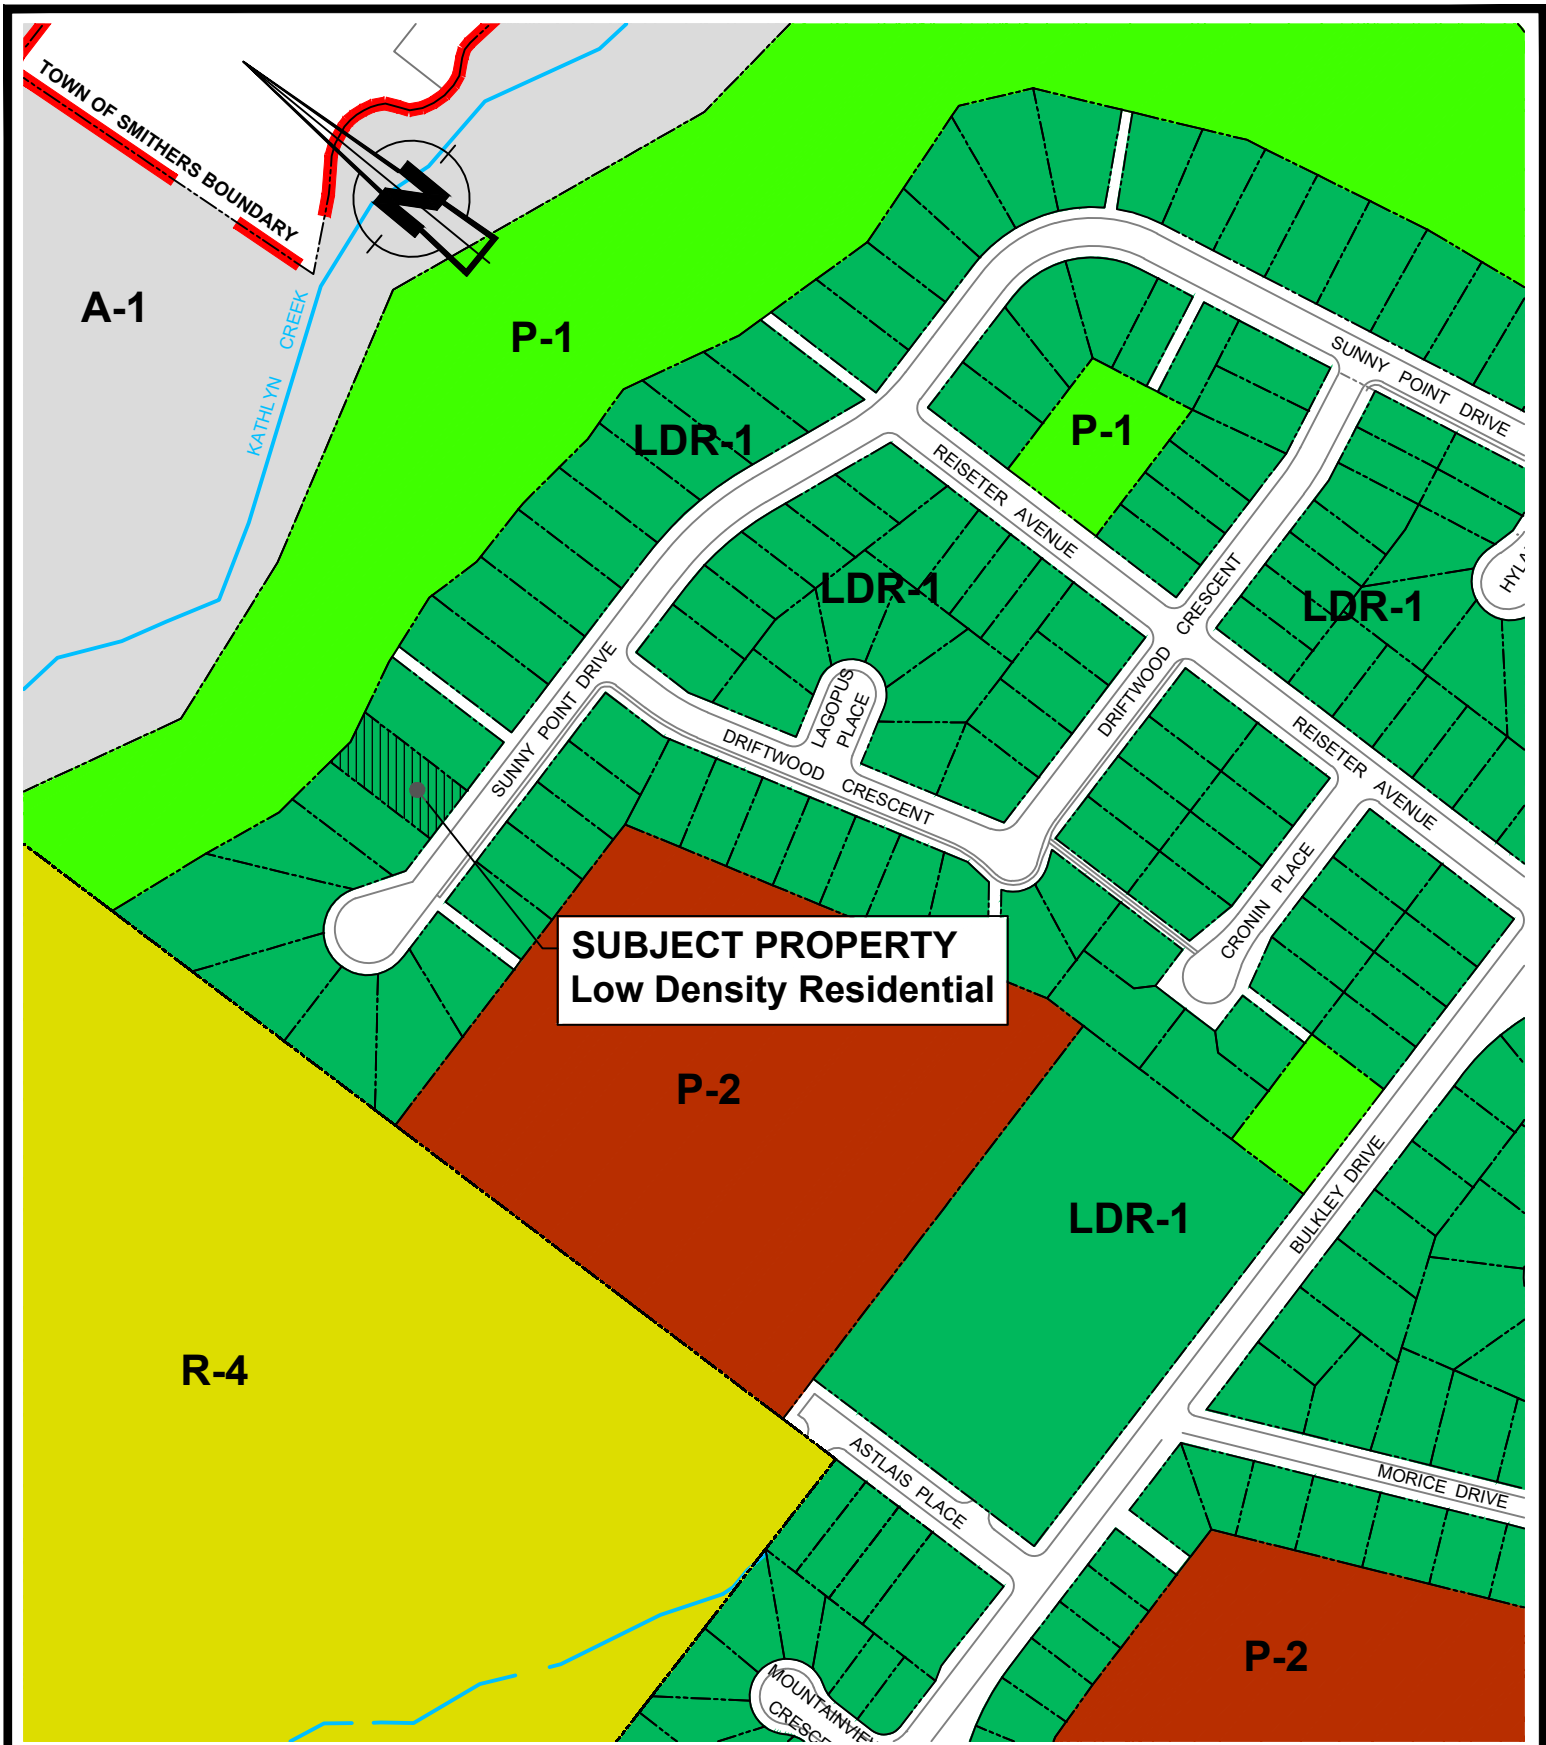 TOWN OF SMITHERS BOUNDARY
N
A-1
KATHLYN CREEK
P-1
LDR-1
P-1
SUNNY POINT DRIVE
REISETER AVENUE
LDR-1
DRIFTWOOD CRESCENT
LDR-1
SUNNY POINT DRIVE
LAGOPUS
PLACE
DRIFTWOOD CRESCENT
REISETER AVENUE
CRONIN PLACE
SUBJECT PROPERTY
Low Density Residential
P-2
BULKLEY DRIVE
LDR-1
R-4
ASTLAIS PLACE
MORICE DRIVE
P-2
MOUNTAINVIEW